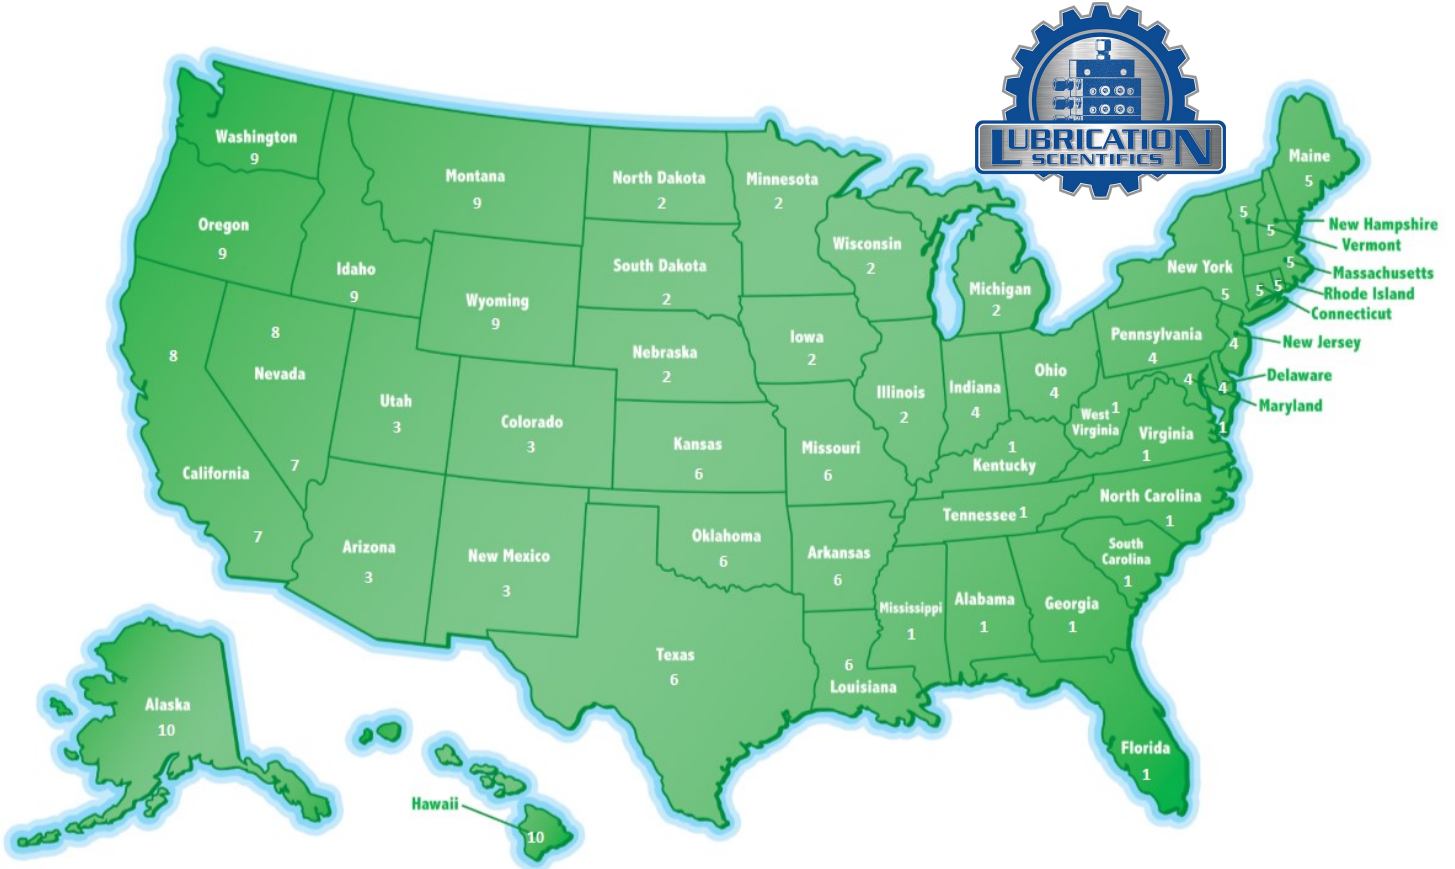 LUBRICATION
SCIENTIFICS
Washington
9
Montana
9
North Dakota
2
Minnesota
2
Maine
5
Oregon
9
Idaho
9
Wyoming
9
South Dakota
2
Wisconsin
2
Michigan
2
New York
5
5
5
New Hampshire
Vermont
5
Massachusetts
5
Rhode Island
5
Connecticut
8
8
Nevada
7
California
7
Utah
3
Colorado
3
Nebraska
2
Iowa
2
Illinois
2
Indiana
4
Ohio
4
Pennsylvania
4
4
New Jersey
4
Delaware
4
Maryland
1
Kansas
6
Missouri
6
1
Kentucky
West
Virginia
1
Virginia
1
Arizona
3
New Mexico
3
Oklahoma
6
Arkansas
6
Tennessee 1
North Carolina
1
South
Carolina
1
Mississippi
1
Alabama
1
Georgia
1
Texas
6
6
Louisiana
Florida
1
Alaska
10
Hawaii
10